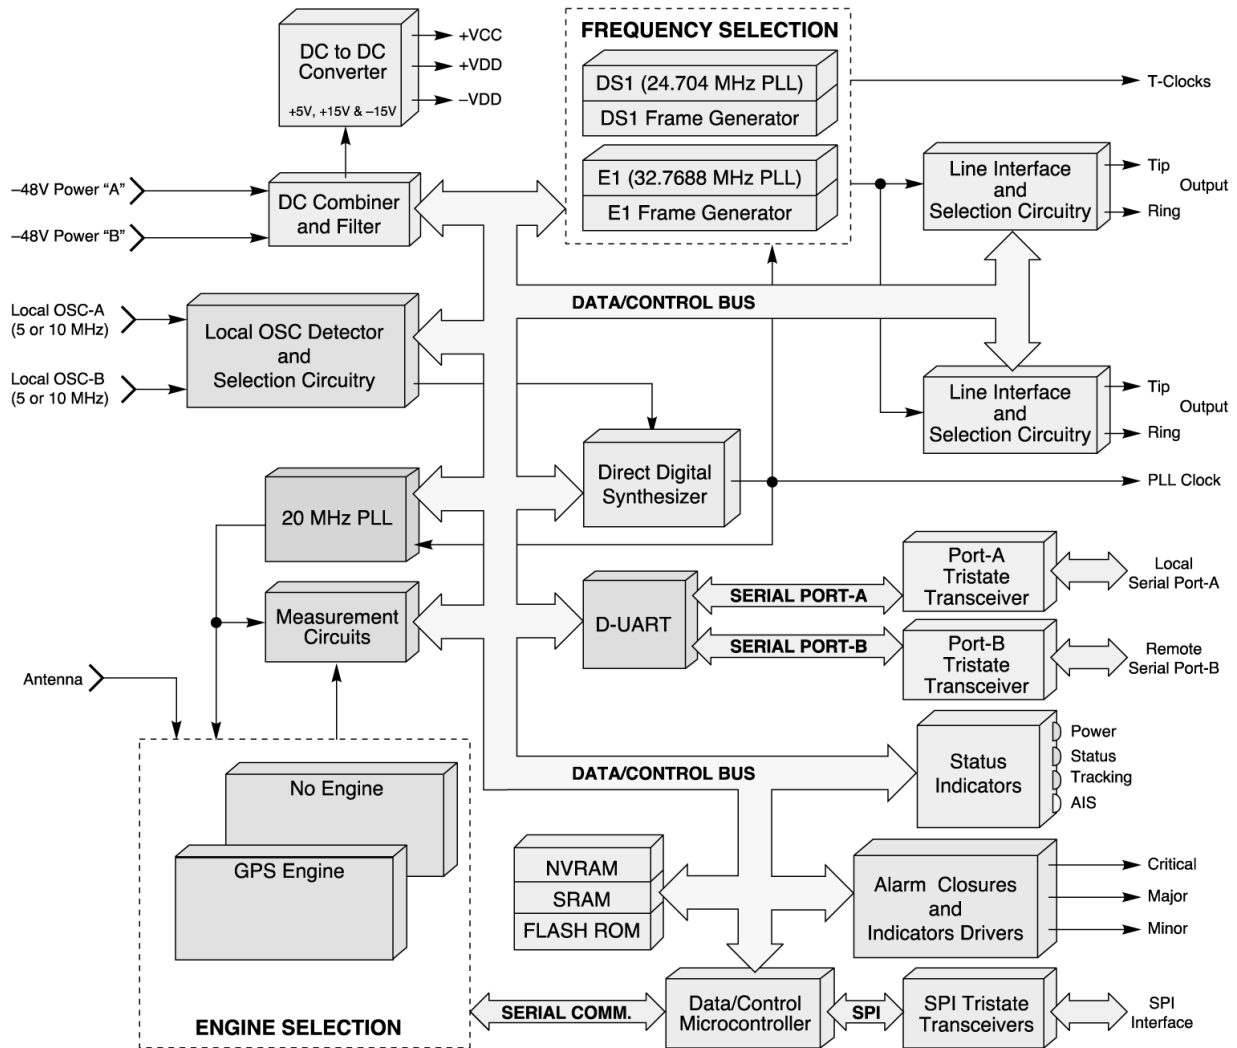 DC to DC
Converter
+5V, +15V & –15V
+VCC
+VDD
–VDD
FREQUENCY SELECTION
DS1 (24.704 MHz PLL)
DS1 Frame Generator
E1 (32.7688 MHz PLL)
E1 Frame Generator
T-Clocks
–48V Power “A”
–48V Power “B”
DC Combiner
and Filter
Line Interface
and
Selection Circuitry
Tip
Output
Ring
Local OSC-A
(5 or 10 MHz)
Local OSC-B
(5 or 10 MHz)
Local OSC Detector
and
Selection Circuitry
DATA/CONTROL BUS
Line Interface
and
Selection Circuitry
Tip
Output
Ring
Direct Digital
Synthesizer
PLL Clock
20 MHz PLL
Measurement
Circuits
D-UART
SERIAL PORT-A
SERIAL PORT-B
Port-A
Tristate
Transceiver
Local
Serial Port-A
Port-B
Tristate
Transceiver
Remote
Serial Port-B
Antenna
No Engine
GPS Engine
ENGINE SELECTION
DATA/CONTROL BUS
Status
Indicators
Power
Status
Tracking
AIS
NVRAM
SRAM
FLASH ROM
Alarm Closures
and
Indicators Drivers
Critical
Major
Minor
SERIAL COMM.
Data/Control
Microcontroller
SPI
SPI Tristate
Transceivers
SPI
Interface